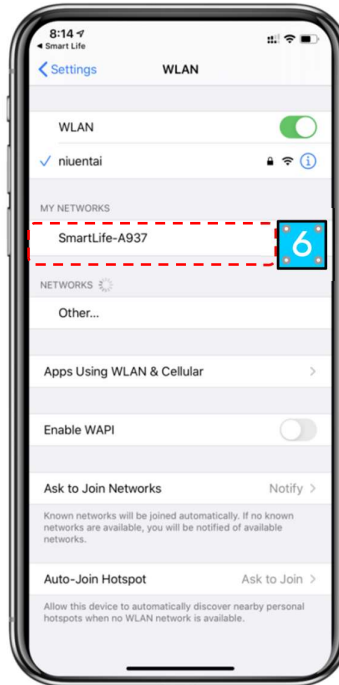 8:14
Smart Life
Settings
WLAN
WLAN
niuentai
MY NETWORKS
SmartLife-A937
6
NETWORKS
Other...
Apps Using WLAN & Cellular
Enable WAPI
Ask to Join Networks Notify
Known networks will be joined automatically. If no known
networks are available, you will be notified of available
networks.
Auto-Join Hotspot Ask to Join
Allow this device to automatically discover nearby personal
hotspots when no WLAN network is available.